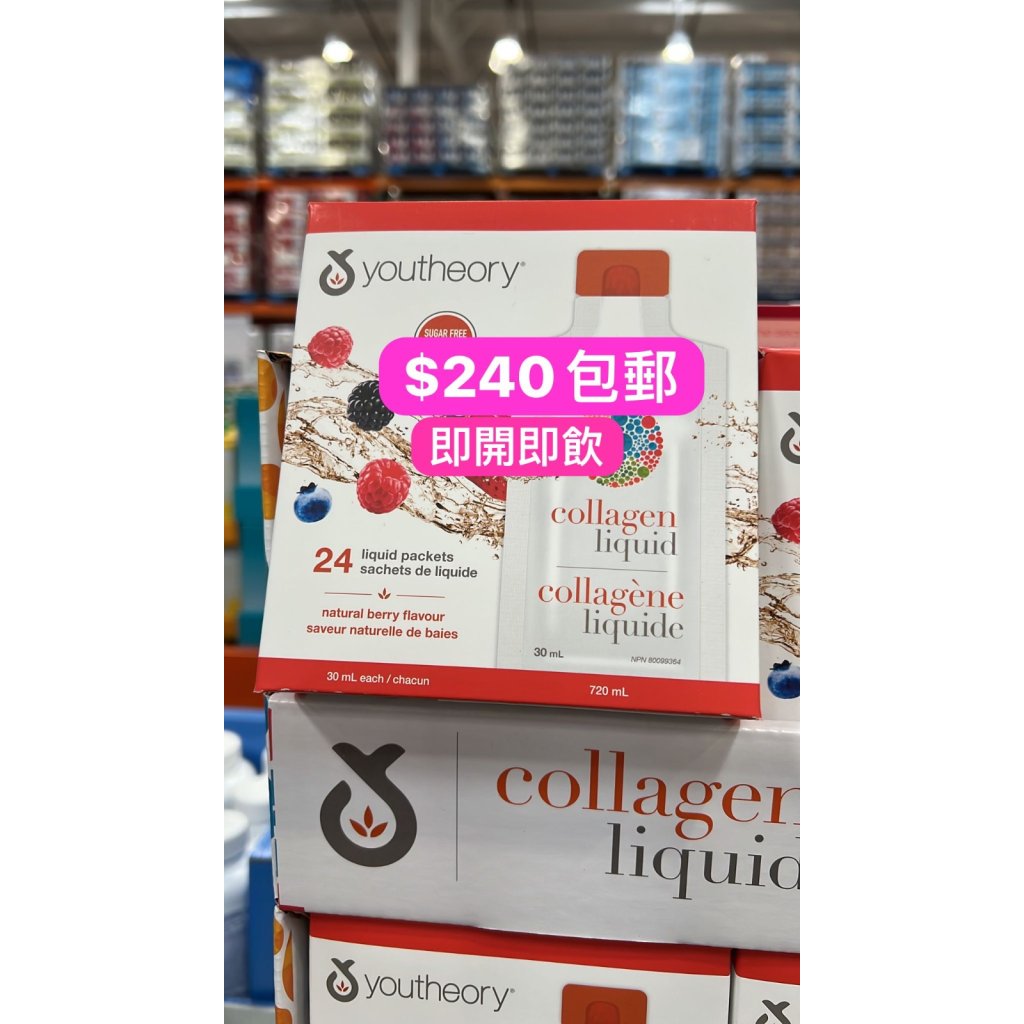 youtheory®
SUGAR FREE
$240 包郵
即開即飲
collagen
liquid
24 liquid packets
sachets de liquide
collagène
liquide
natural berry flavour
saveur naturelle de baies
30 mL
NPN 80099364
30 mL each / chacun
720 mL
collagen
liquid
youtheory®